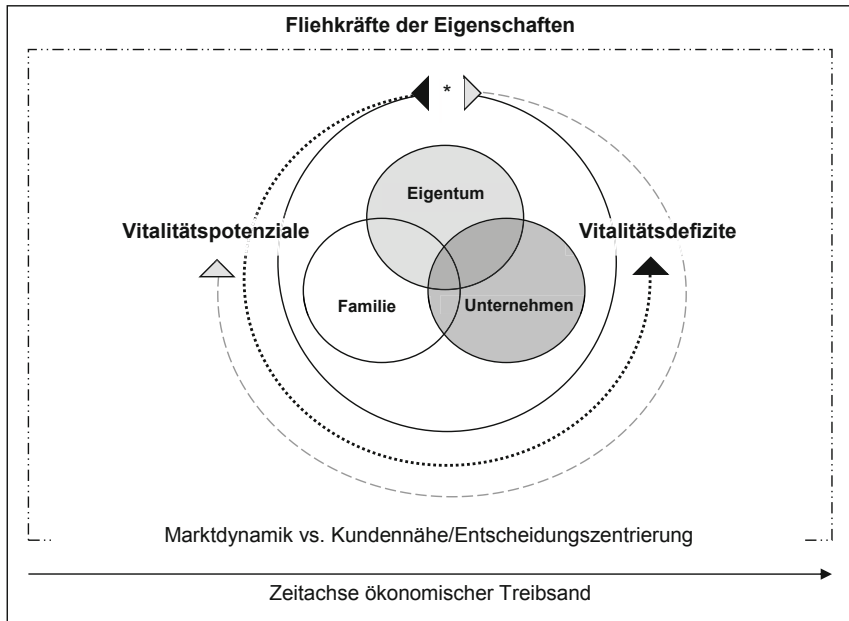 Fliehkräfte der Eigenschaften
*
Eigentum
Vitalitätspotenziale
Vitalitätsdefizite
Familie
Unternehmen
Marktdynamik vs. Kundennähe/Entscheidungszentrierung
Zeitachse ökonomischer Treibsand